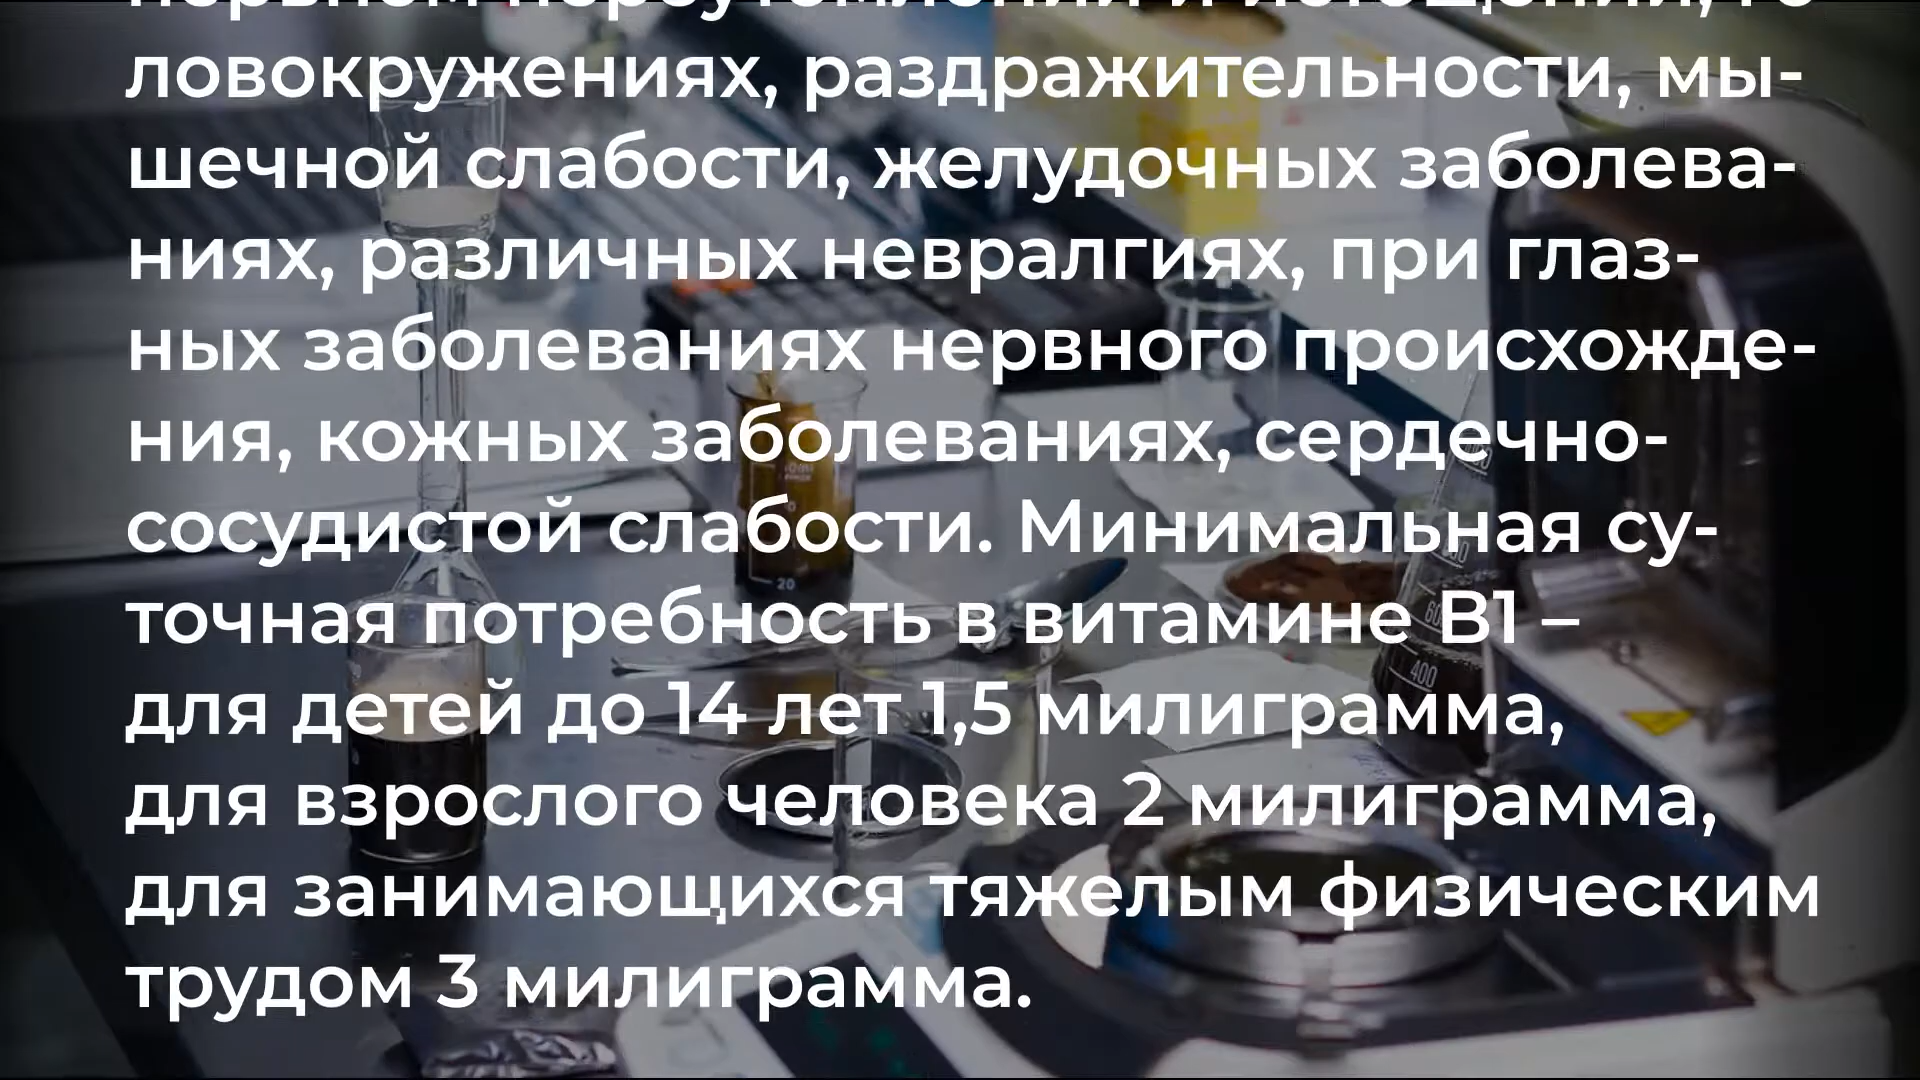 ловокружениях, раздражительности, мы-
шечной слабости, желудочных заболева-
ниях, различных невралгиях, при глаз-
ных заболеваниях нервного происхожде-
ния, кожных заболеваниях, сердечно-
сосудистой слабости. Минимальная су-
точная потребность в витамине В1 –
для детей до 14 лет 1,5 милиграмма,
для взрослого человека 2 милиграмма,
для занимающихся тяжелым физическим
трудом 3 милиграмма.
20
400